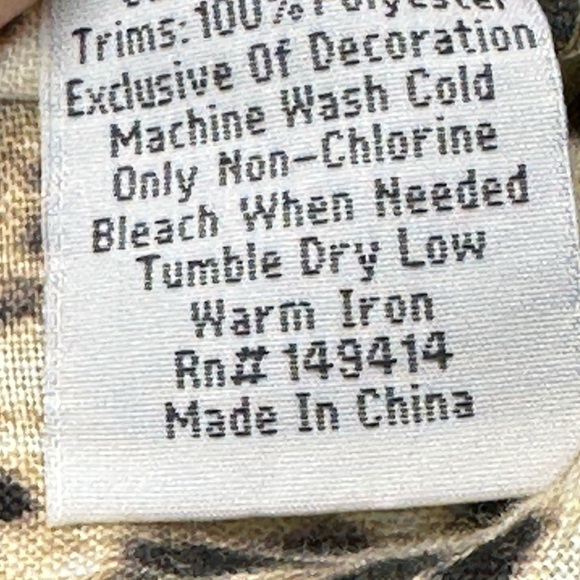 Trims: 100% Polyester
Exclusive Of Decoration
Machine Wash Cold
Only Non-Chlorine
Bleach When Needed
Tumble Dry Low
Warm Iron
Rn# 149414
Made In China